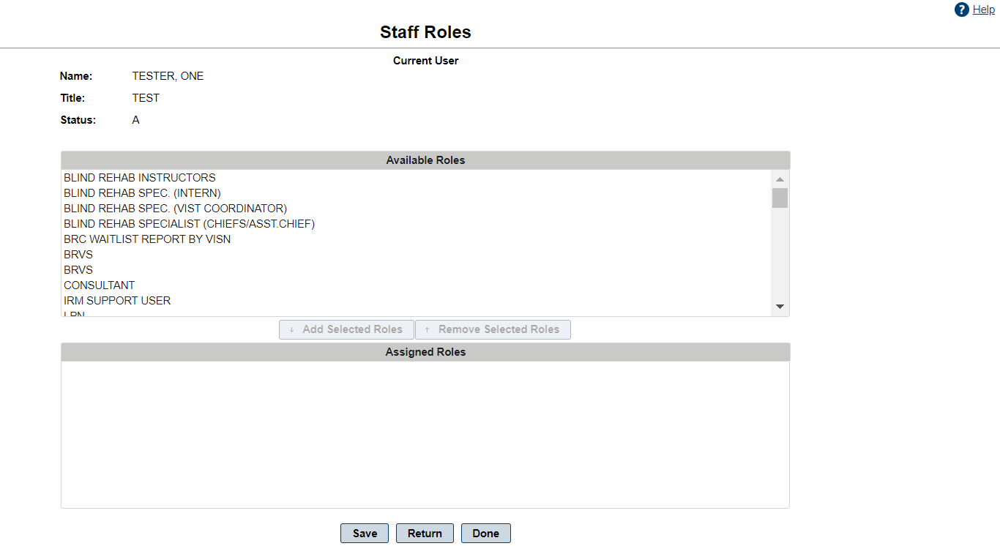 ? Help
Staff Roles
Current User
Name: TESTER, ONE
Title: TEST
Status: A
Available Roles
BLIND REHAB INSTRUCTORS
BLIND REHAB SPEC. (INTERN)
BLIND REHAB SPEC. (VIST COORDINATOR)
BLIND REHAB SPECIALIST (CHIEFS/ASST.CHIEF)
BRC WAITLIST REPORT BY VISN
BRVS
BRVS
CONSULTANT
IRM SUPPORT USER
↓ Add Selected Roles ↑ Remove Selected Roles
Assigned Roles
Save Return Done